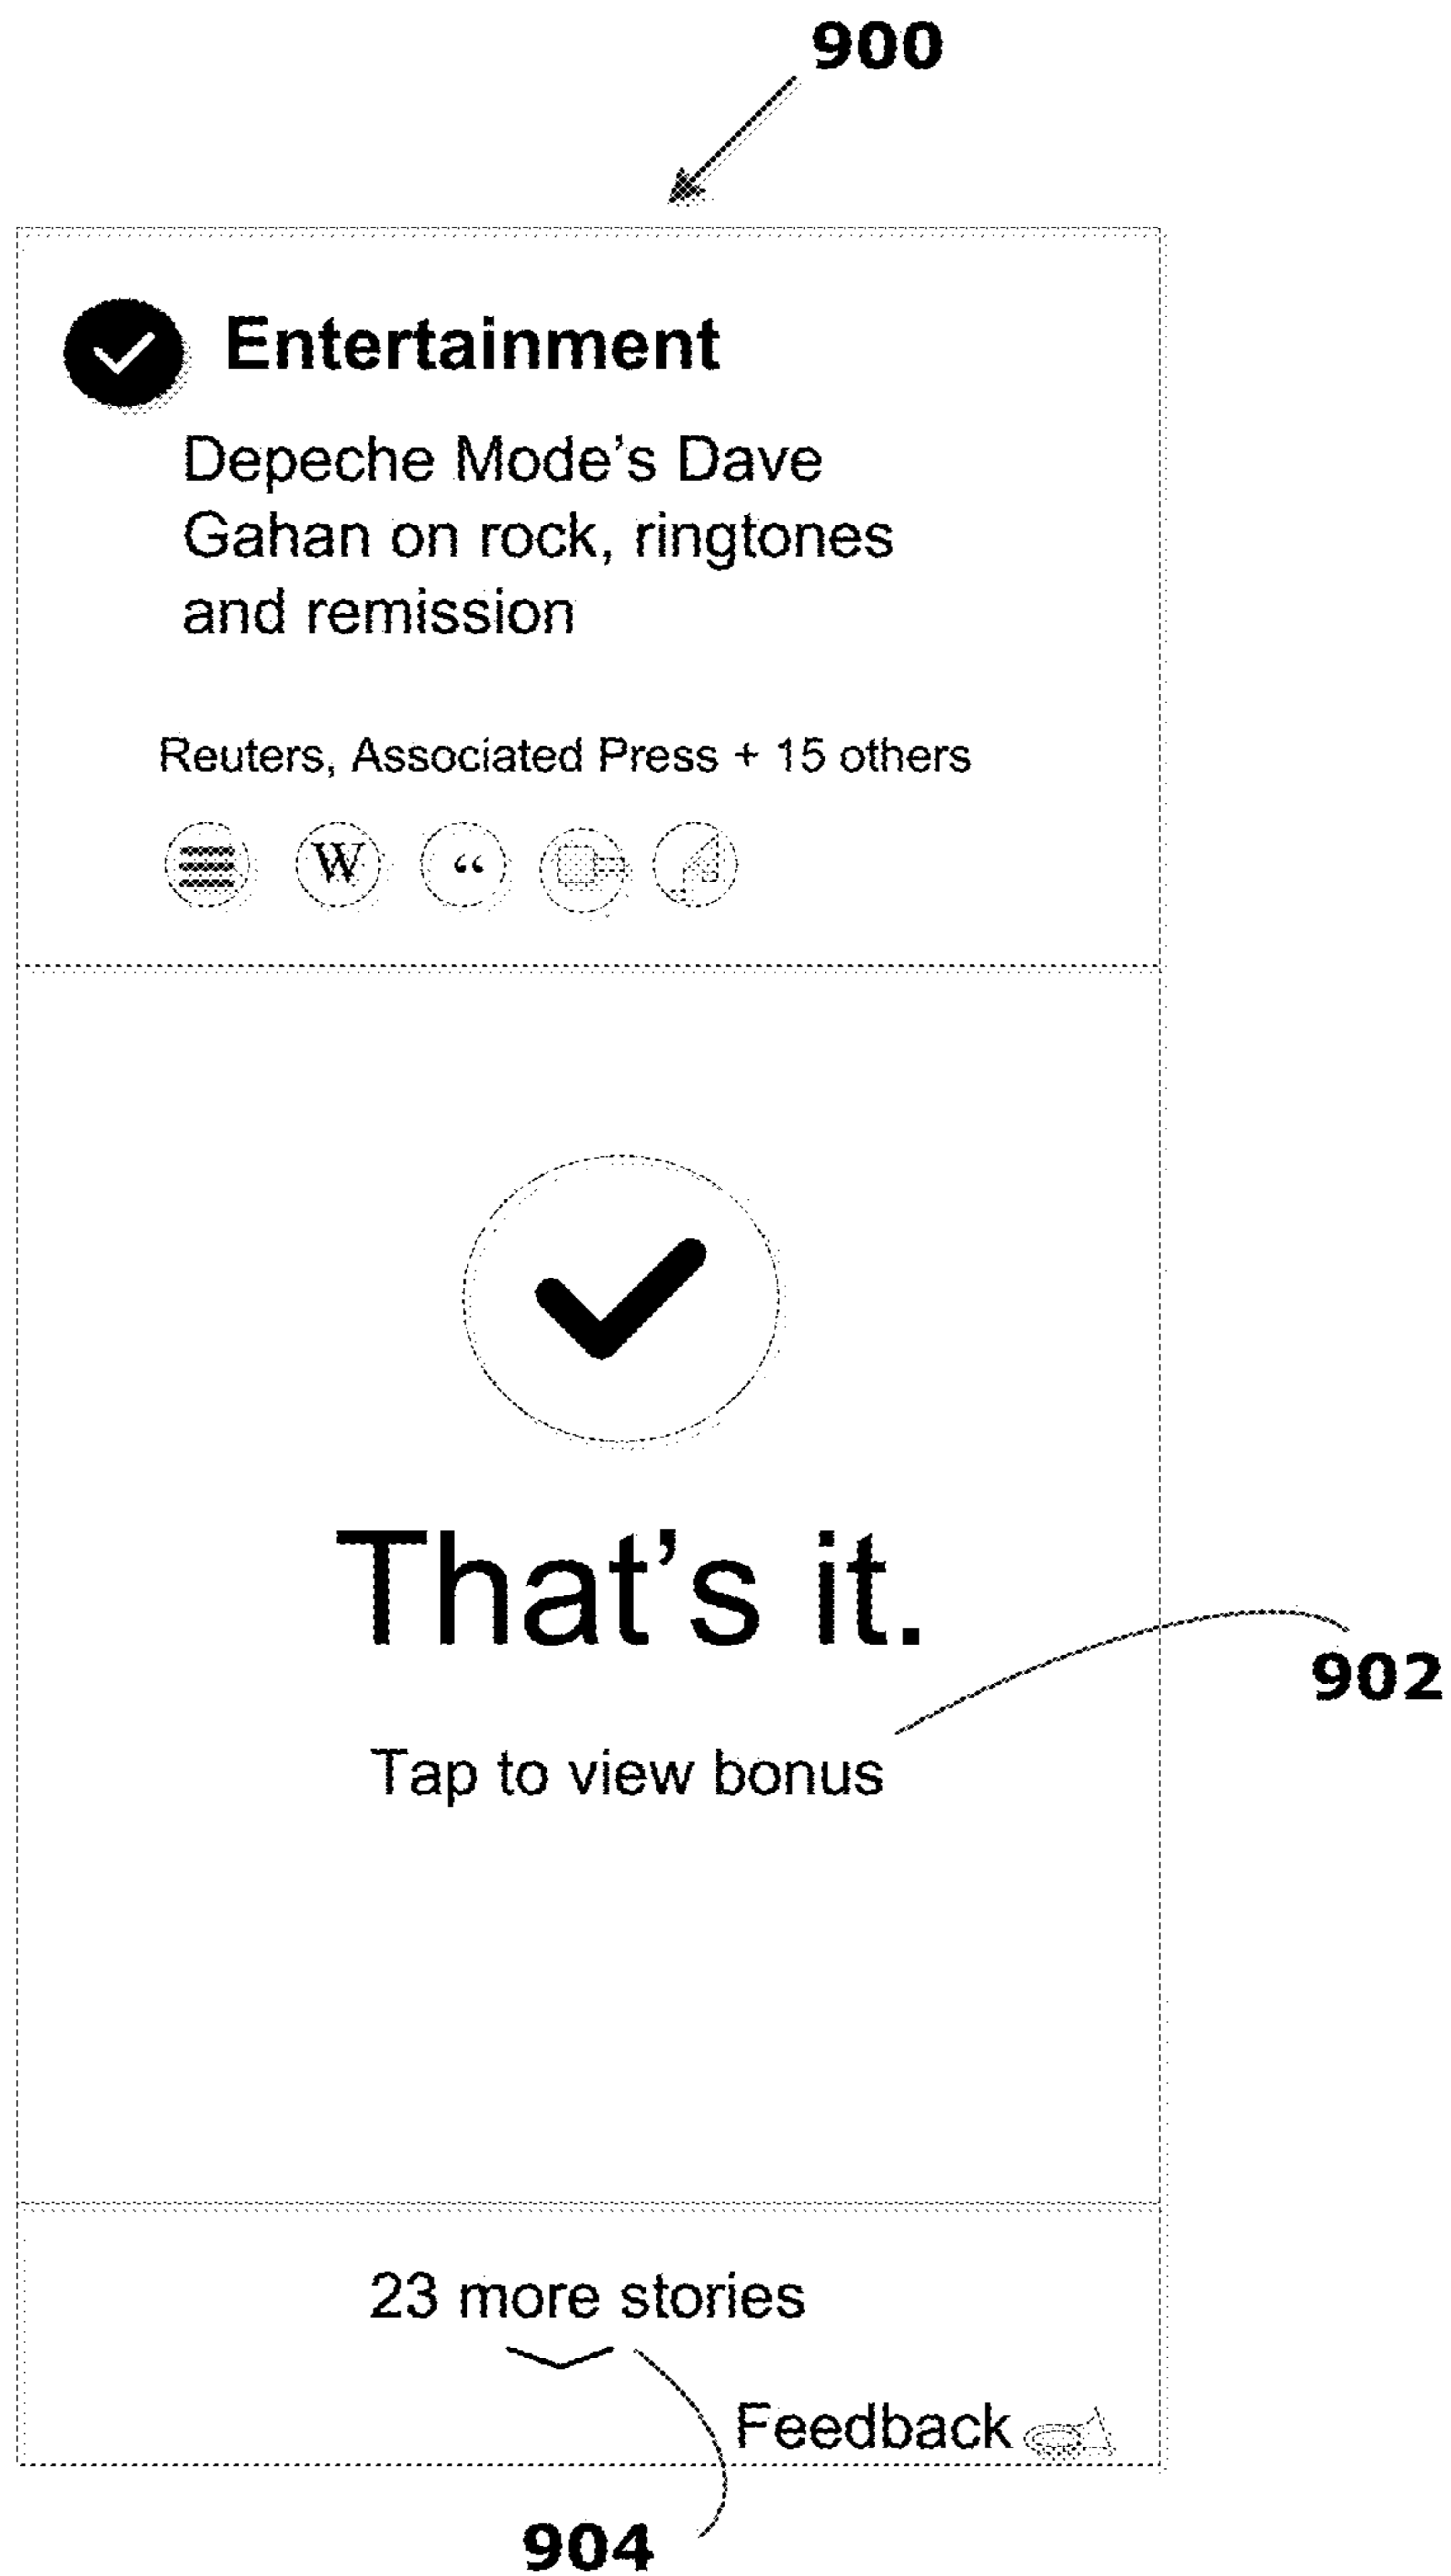 900
Entertainment
Depeche Mode’s Dave
Gahan on rock, ringtones
and remission
Reuters, Associated Press + 15 others
W “
That’s it.
902
Tap to view bonus
23 more stories
Feedback
904